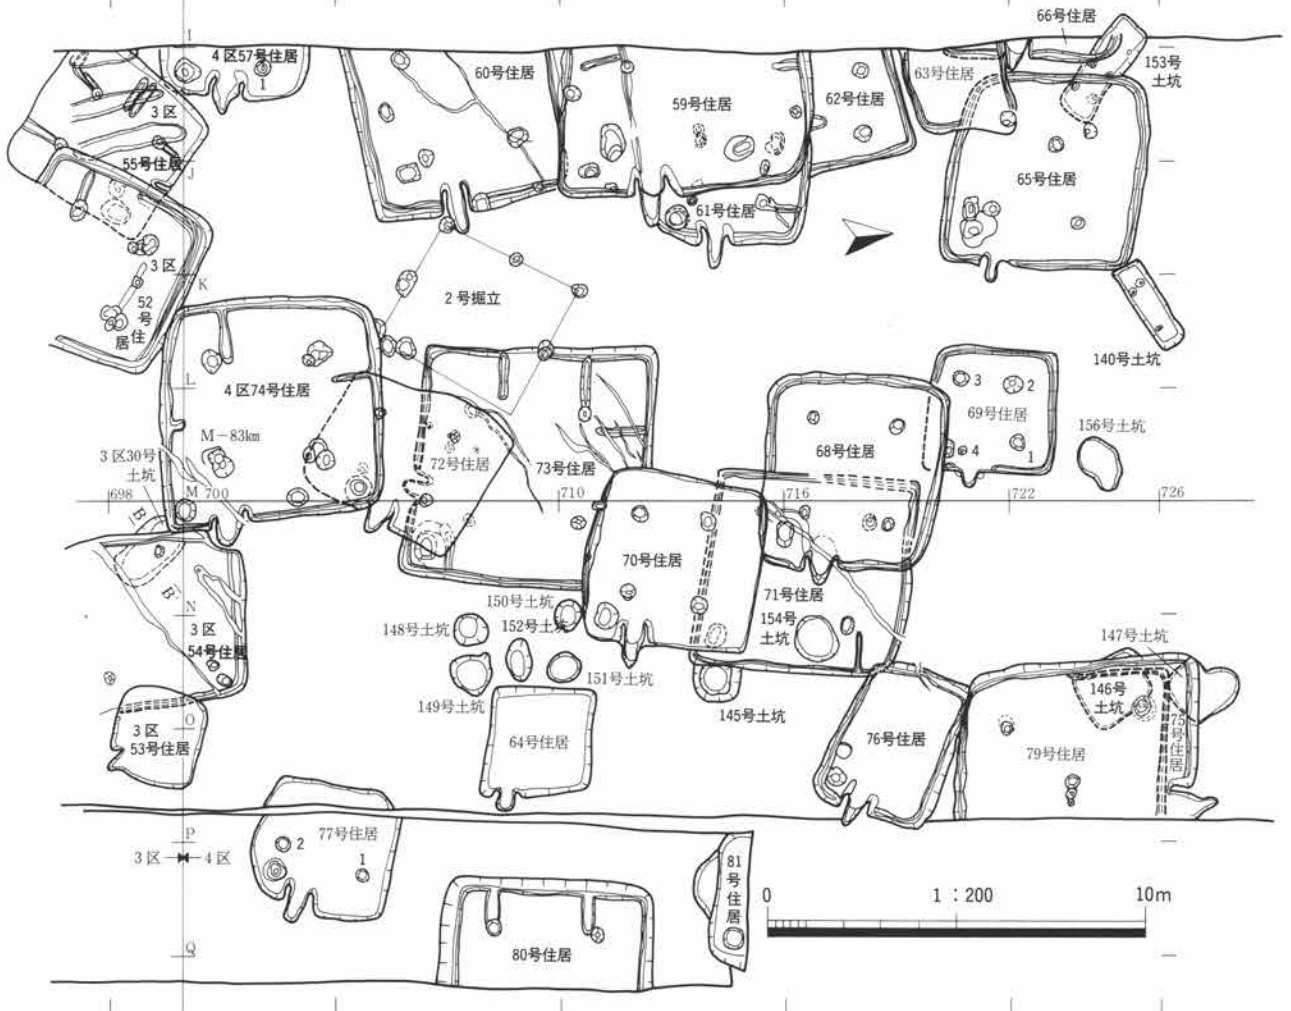 I
66号住居
4区57号住居
1
60号住居
153号
土坑
63号住居
59号住居
62号住居
3区
55号住居
J
65号住居
61号住居
3区
52
号
住
居
K
2号掘立
140号土坑
4区74号住居
L
3
2
69号住居
4
1
156号土坑
M-83km
68号住居
3区30号
土坑
72号住居
73号住居
698
M 700
710
716
722
726
B
B'
70号住居
71号住居
154号
土坑
150号土坑
152号土坑
148号土坑
N
3区
54号住居
147号土坑
146号
土坑
151号土坑
149号土坑
145号土坑
O
3区
53号住居
64号住居
76号住居
79号住居
75号住居
77号住居
2
1
P
3区
4区
81
号
住
居
0
1：200
10m
Q
80号住居